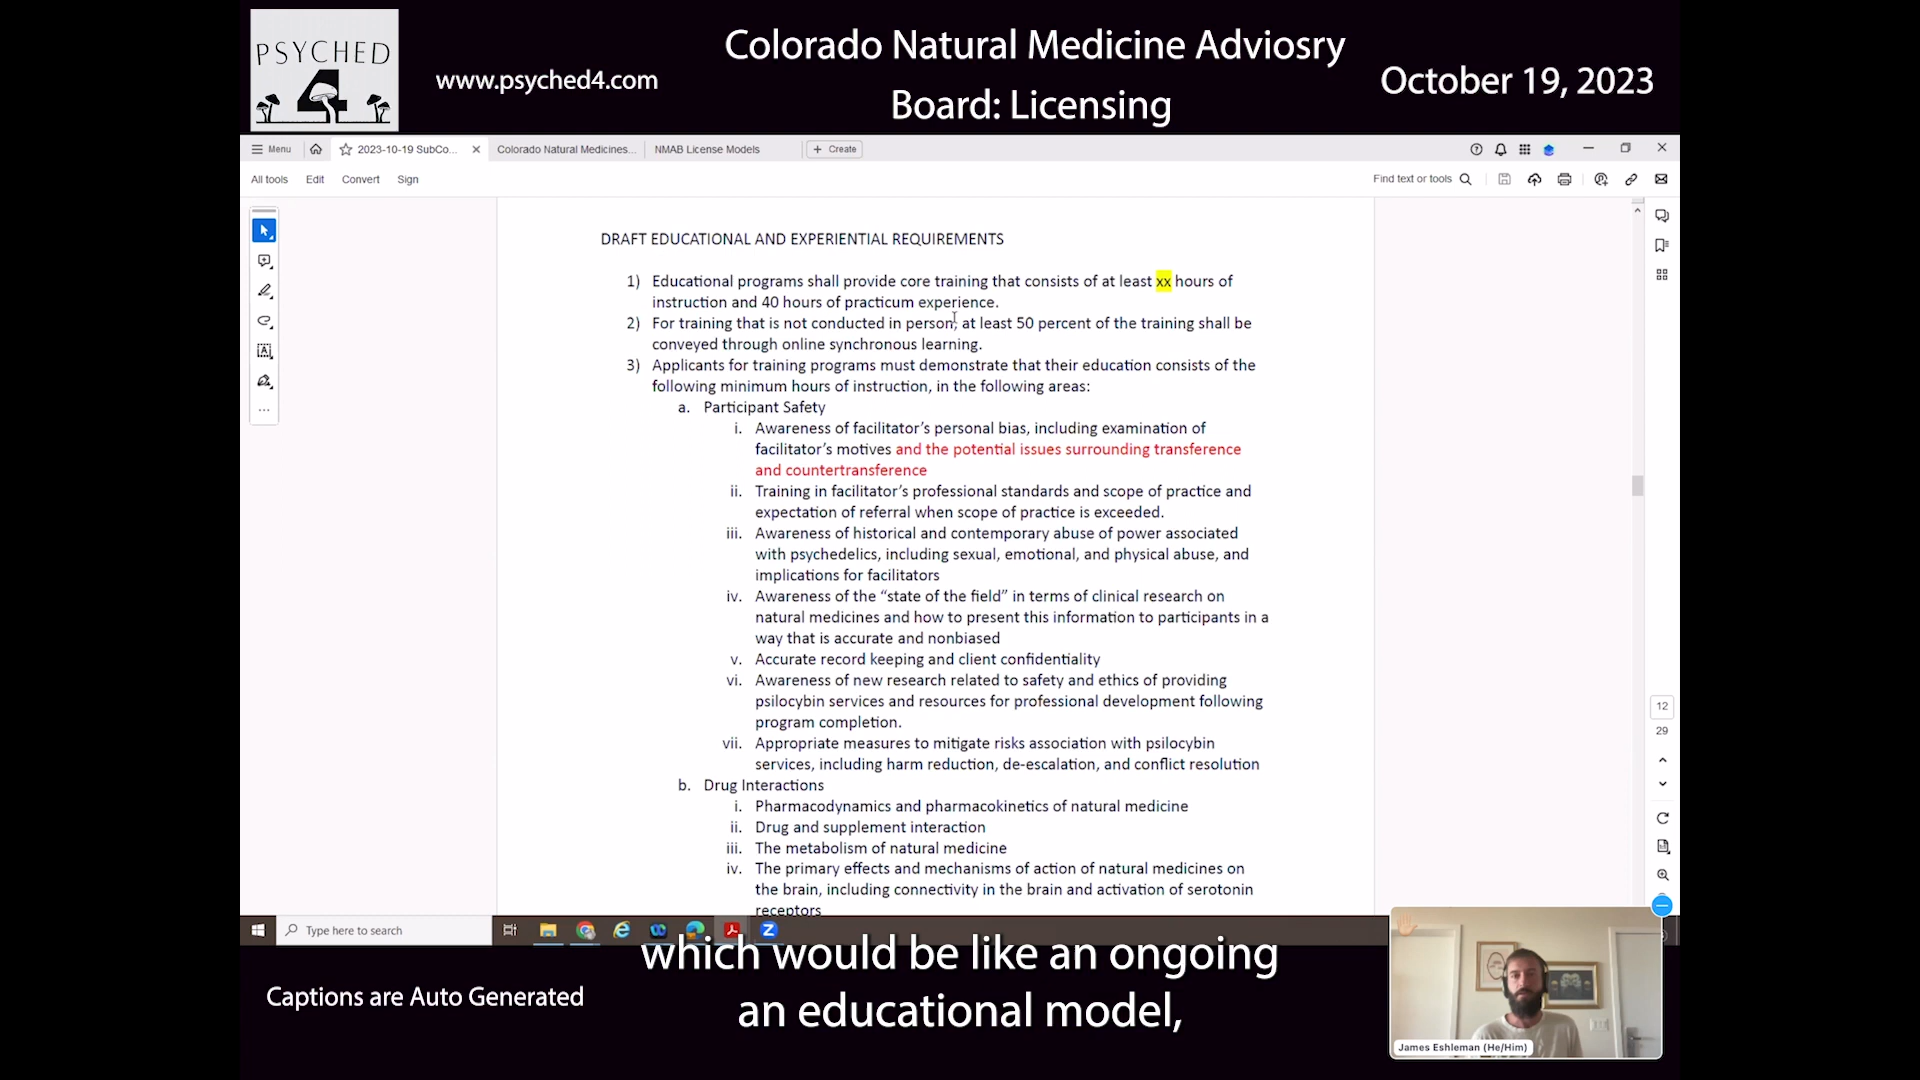 PSYCHED
4
www.psyched4.com
Colorado Natural Medicine Adviosry
Board: Licensing
October 19, 2023
Menu
2023-10-19 SubCo...
Colorado Natural Medicines...
NMAB License Models
+ Create
All tools
Edit
Convert
Sign
Find text or tools
DRAFT EDUCATIONAL AND EXPERIENTIAL REQUIREMENTS
1) Educational programs shall provide core training that consists of at least xx hours of
instruction and 40 hours of practicum experience.
2) For training that is not conducted in person, at least 50 percent of the training shall be
conveyed through online synchronous learning.
3) Applicants for training programs must demonstrate that their education consists of the
following minimum hours of instruction, in the following areas:
a. Participant Safety
i. Awareness of facilitator’s personal bias, including examination of
facilitator’s motives and the potential issues surrounding transference
and countertransference
ii. Training in facilitator’s professional standards and scope of practice and
expectation of referral when scope of practice is exceeded.
iii. Awareness of historical and contemporary abuse of power associated
with psychedelics, including sexual, emotional, and physical abuse, and
implications for facilitators
iv. Awareness of the “state of the field” in terms of clinical research on
natural medicines and how to present this information to participants in a
way that is accurate and nonbiased
v. Accurate record keeping and client confidentiality
vi. Awareness of new research related to safety and ethics of providing
psilocybin services and resources for professional development following
program completion.
vii. Appropriate measures to mitigate risks association with psilocybin
services, including harm reduction, de-escalation, and conflict resolution
b. Drug Interactions
i. Pharmacodynamics and pharmacokinetics of natural medicine
ii. Drug and supplement interaction
iii. The metabolism of natural medicine
iv. The primary effects and mechanisms of action of natural medicines on
the brain, including connectivity in the brain and activation of serotonin
receptors
12
29
Type here to search
which would be like an ongoing
an educational model,
Captions are Auto Generated
James Eshleman (He/Him)